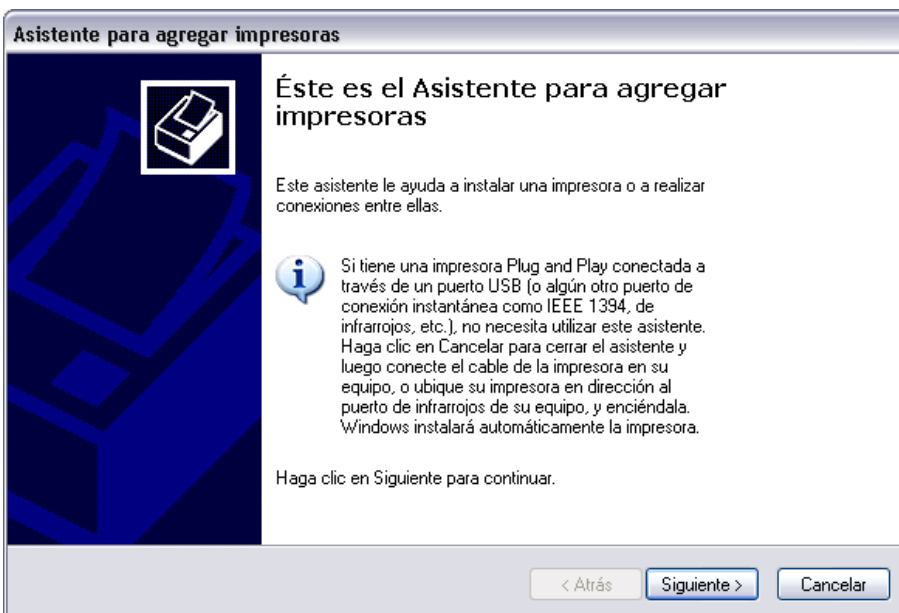 Asistente para agregar impresoras
Éste es el Asistente para agregar
impresoras
Este asistente le ayuda a instalar una impresora o a realizar
conexiones entre ellas.
Si tiene una impresora Plug and Play conectada a
través de un puerto USB (o algún otro puerto de
conexión instantánea como IEEE 1394, de
infrarrojos, etc.), no necesita utilizar este asistente.
Haga clic en Cancelar para cerrar el asistente y
luego conecte el cable de la impresora en su
equipo, o ubique su impresora en dirección al
puerto de infrarrojos de su equipo, y enciéndala.
Windows instalará automáticamente la impresora.
Haga clic en Siguiente para continuar.
< Atrás Siguiente > Cancelar